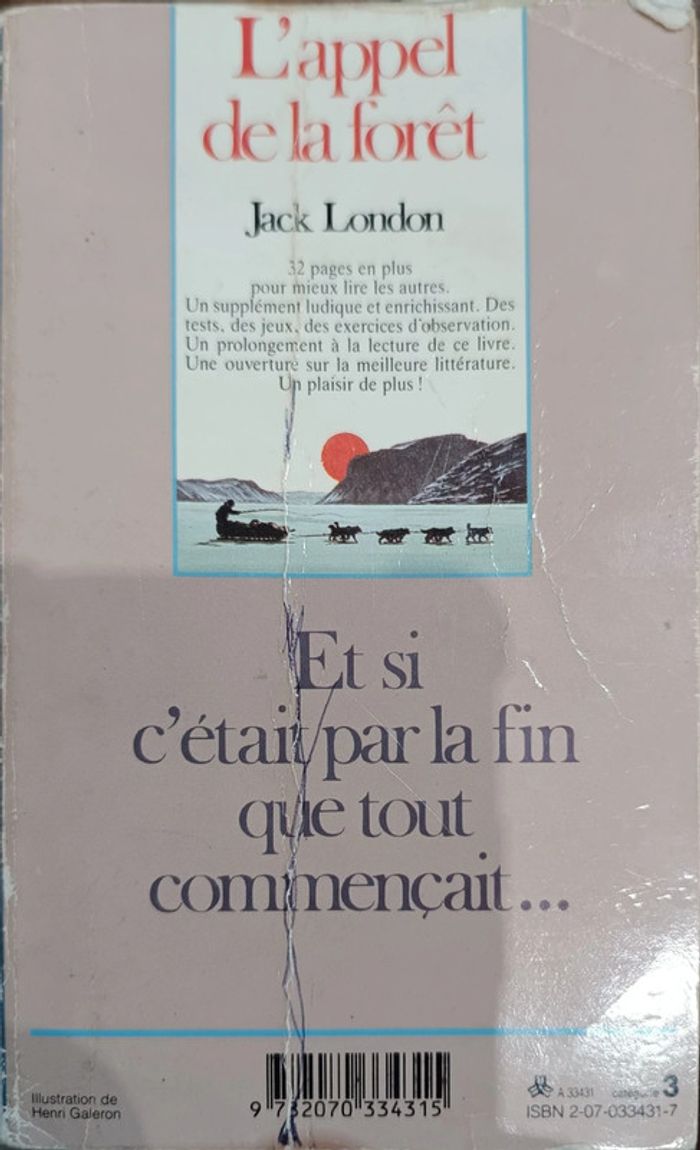 L'appel
de la forêt
Jack London
32 pages en plus
pour mieux lire les autres.
Un supplément ludique et enrichissant. Des
tests, des jeux, des exercices d'observation.
Un prolongement à la lecture de ce livre.
Une ouverture sur la meilleure littérature.
Un plaisir de plus !
Et si
c'était par la fin
que tout
commençait...
Illustration de
Henri Galeron
9 782070 334315
A 33431 catégorie 3
ISBN 2-07-033431-7